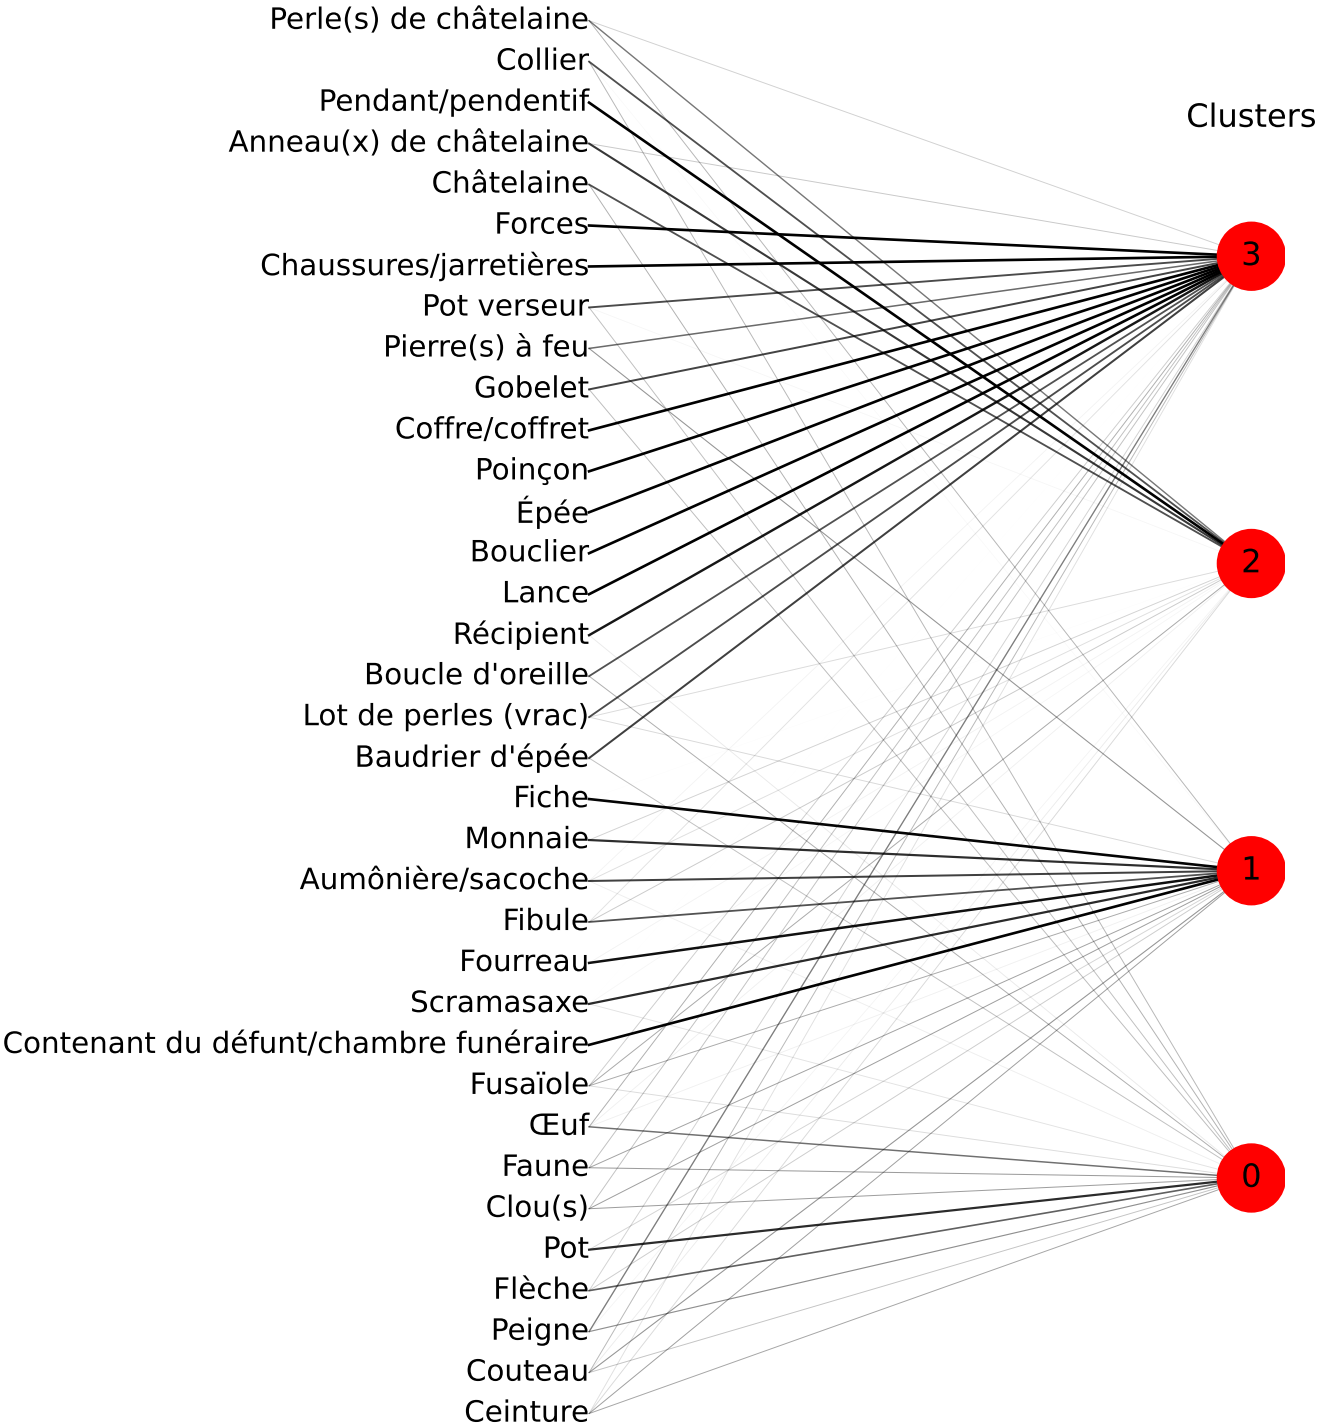 Perle(s) de châtelaine
Collier
Pendant/pendentif
Anneau(x) de châtelaine
Châtelaine
Forces
Chaussures/jarretières
Pot verseur
Pierre(s) à feu
Gobelet
Coffre/coffret
Poinçon
Épée
Bouclier
Lance
Récipient
Boucle d'oreille
Lot de perles (vrac)
Baudrier d'épée
Fiche
Monnaie
Aumônière/sacoche
Fibule
Fourreau
Scramasaxe
Contenant du défunt/chambre funéraire
Fusaïole
Œuf
Faune
Clou(s)
Pot
Flèche
Peigne
Couteau
Ceinture
Clusters
3
2
1
0